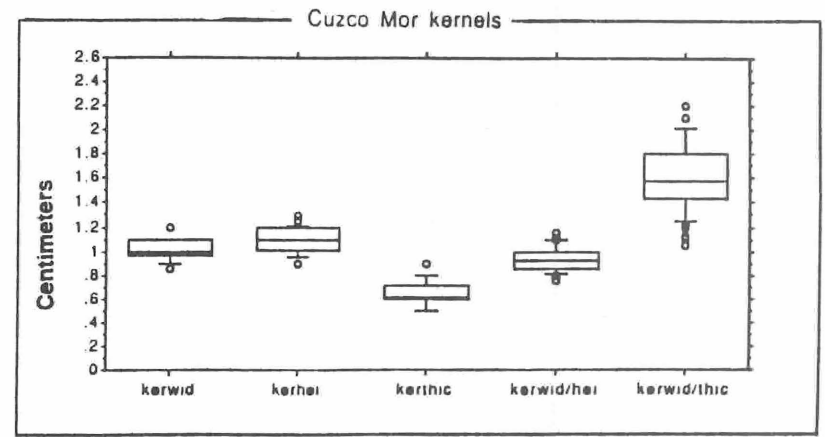 Cuzco Mor kernels
Centimeters
2.6
2.4
2.2
2
1.8
1.6
1.4
1.2
1
.8
.6
.4
.2
0
kerwid
kerhei
kerthic
kerwid/hei
kerwid/thic